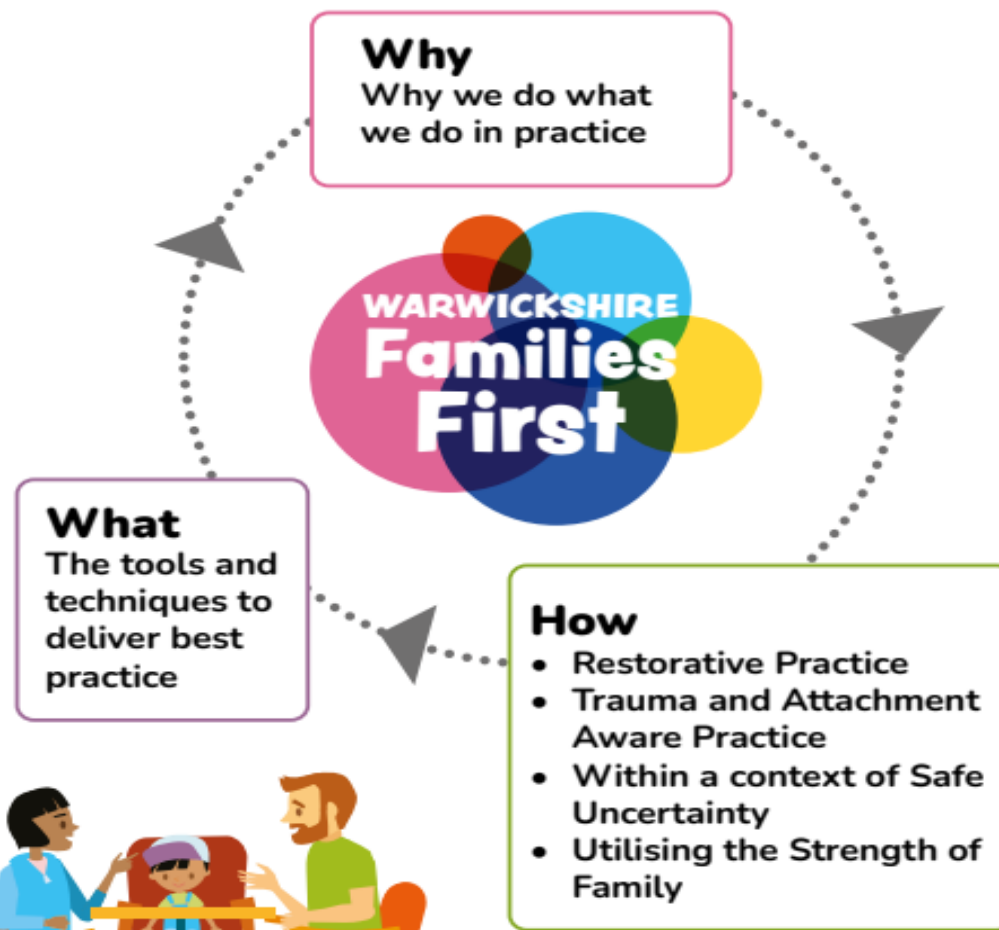 Why
Why we do what
we do in practice
WARWICKSHIRE
Families
First
What
The tools and
techniques to
deliver best
practice
How
• Restorative Practice
• Trauma and Attachment
Aware Practice
• Within a context of Safe
Uncertainty
• Utilising the Strength of
Family